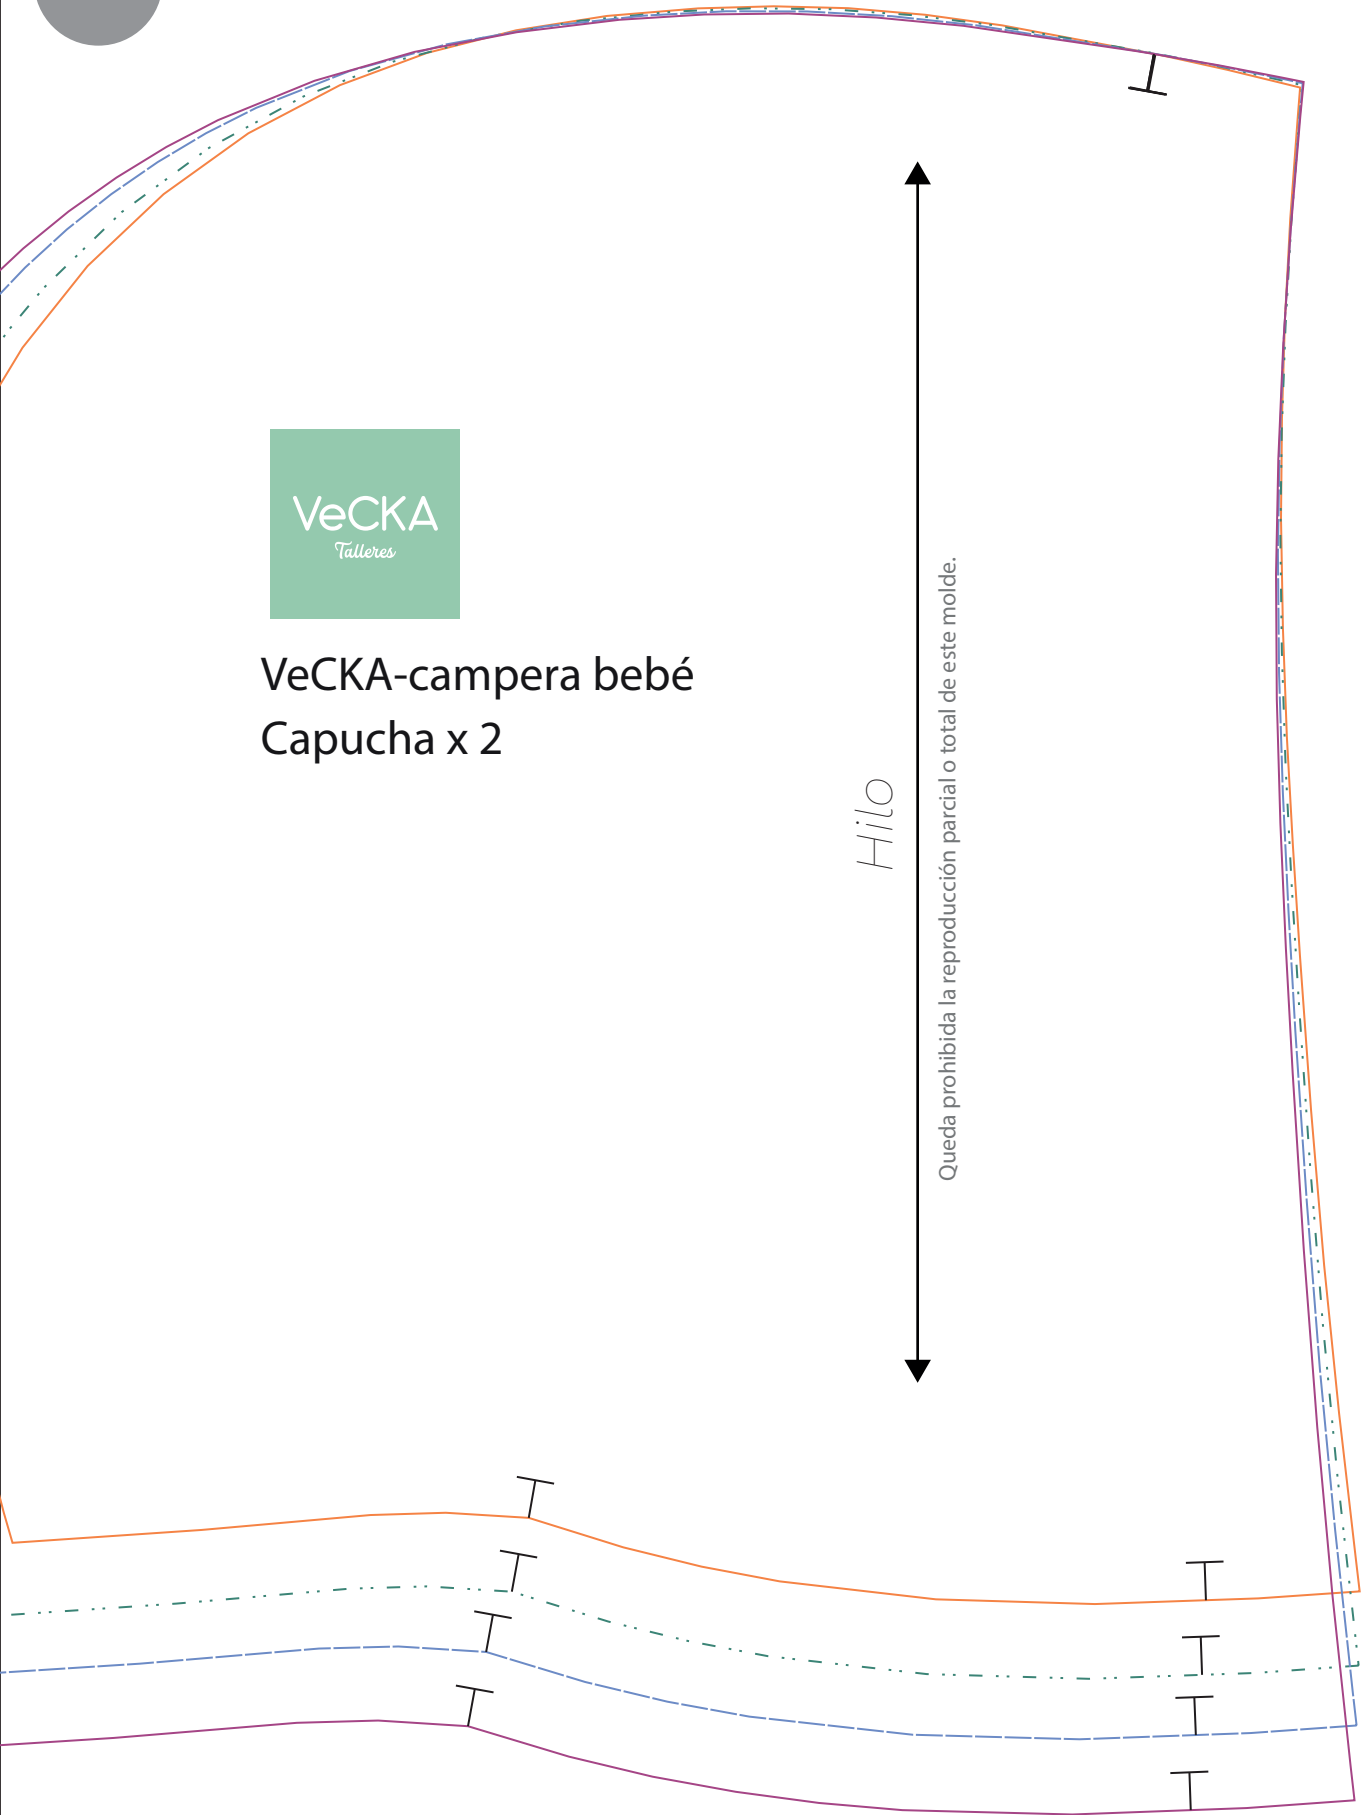 VeCKA
Talleres
VeCKA-campera bebé
Capucha x 2
Hilo
Queda prohibida la reproducción parcial o total de este molde.